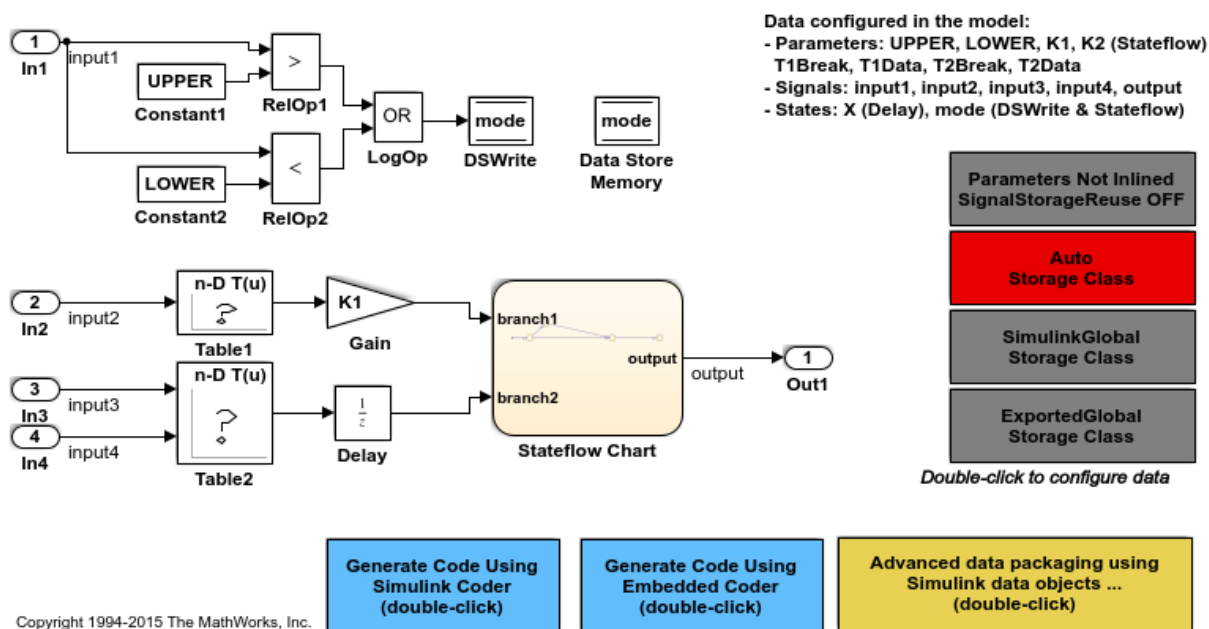 Data configured in the model:
- Parameters: UPPER, LOWER, K1, K2 (Stateflow)
T1Break, T1Data, T2Break, T2Data
- Signals: input1, input2, input3, input4, output
- States: X (Delay), mode (DSWrite & Stateflow)
1
In1
input1
UPPER
Constant1
>
RelOp1
LOWER
Constant2
<
RelOp2
OR
LogOp
mode
DSWrite
mode
Data Store
Memory
Parameters Not Inlined
SignalStorageReuse OFF
Auto
Storage Class
SimulinkGlobal
Storage Class
ExportedGlobal
Storage Class
Double-click to configure data
2
In2
input2
n-D T(u)
?
Table1
K1
Gain
3
In3
input3
4
In4
input4
n-D T(u)
?
Table2
1
z
Delay
branch1
branch2
output
Stateflow Chart
output
1
Out1
Generate Code Using
Simulink Coder
(double-click)
Generate Code Using
Embedded Coder
(double-click)
Advanced data packaging using
Simulink data objects ...
(double-click)
Copyright 1994-2015 The MathWorks, Inc.